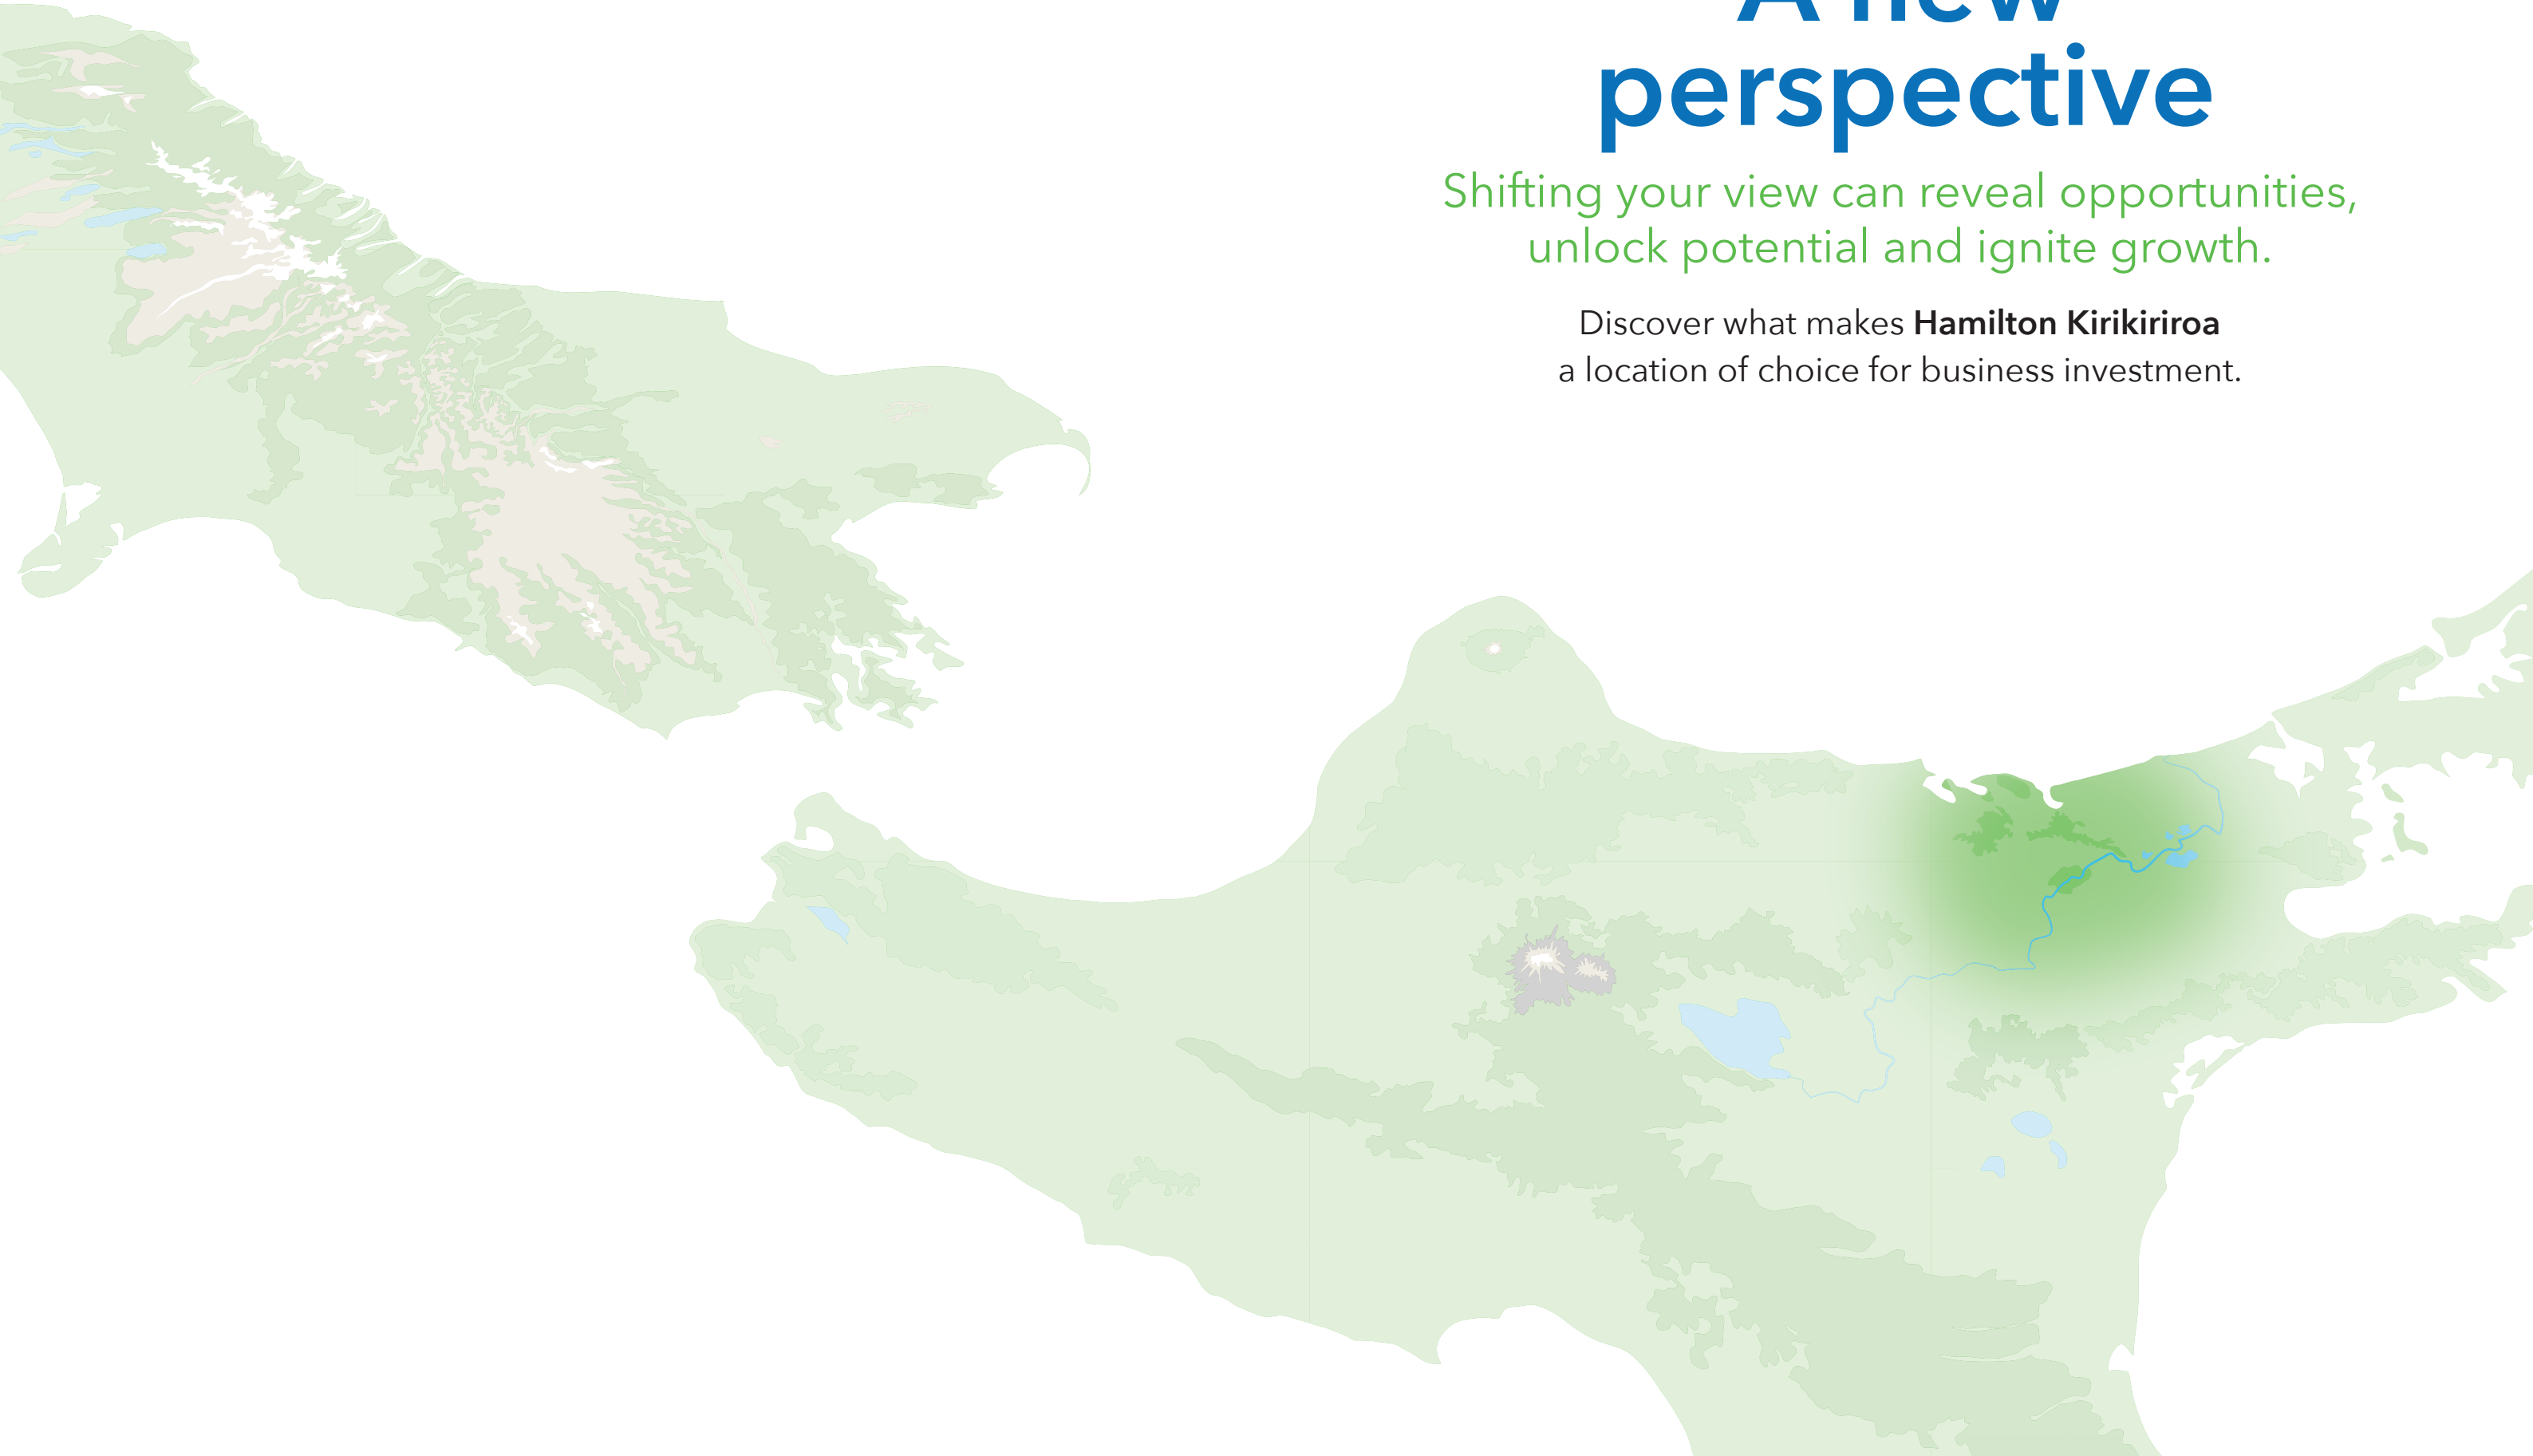 A new
perspective
Shifting your view can reveal opportunities,
unlock potential and ignite growth.
Discover what makes Hamilton Kirikiriroa
a location of choice for business investment.